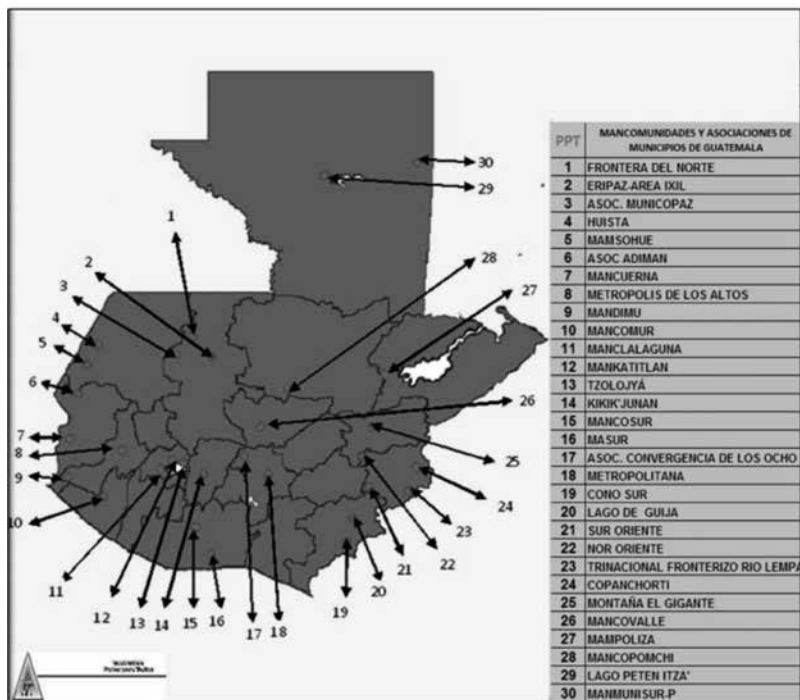 1
2
3
4
5
6
7
8
9
10
11
12
13
14
15
16
17
18
19
20
21
22
23
24
25
26
27
28
29
30
PPT MANCOMUNIDADES Y ASOCIACIONES DE
MUNICIPIOS DE GUATEMALA
1 FRONTERA DEL NORTE
2 ERIPAZ-AREA IXIL
3 ASOC. MUNICOPAZ
4 HUISTA
5 MAMSOHUE
6 ASOC ADIMAN
7 MANCUERNA
8 METROPOLIS DE LOS ALTOS
9 MANDIMU
10 MANCOMUR
11 MANCLALAGUNA
12 MANKATITLAN
13 TZOLOJYÁ
14 KIKIK'JUNAN
15 MANCOSUR
16 MASUR
17 ASOC. CONVERGENCIA DE LOS OCHO
18 METROPOLITANA
19 CONO SUR
20 LAGO DE GUIJA
21 SUR ORIENTE
22 NOR ORIENTE
23 TRINACIONAL FRONTERIZO RIO LEMPA
24 COPANCHORTI
25 MONTAÑA EL GIGANTE
26 MANCOVALLE
27 MAMPOLIZA
28 MANCOPOMCHI
29 LAGO PETEN ITZA'
30 MANMUNISUR-P